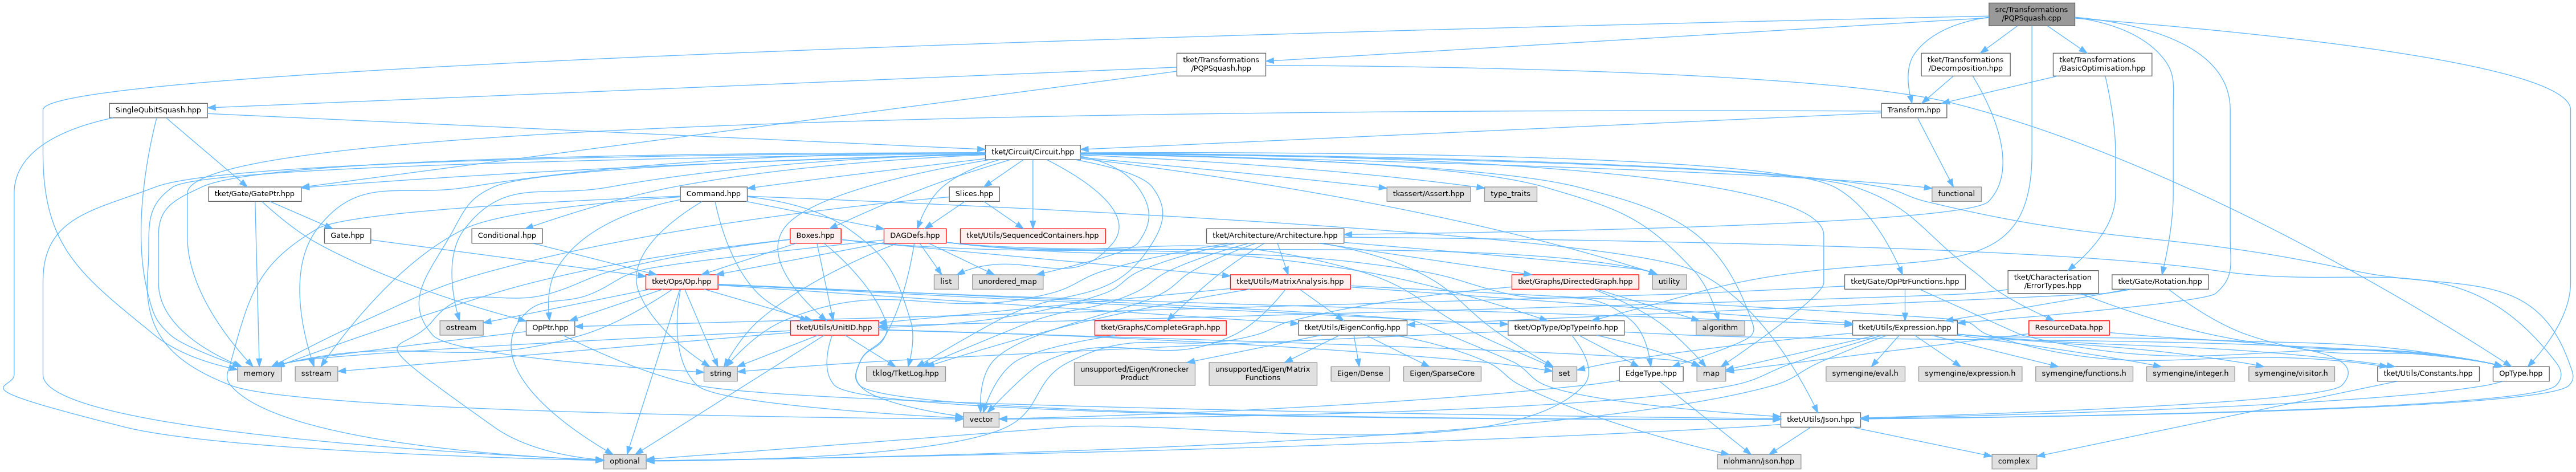 src/Transformations
/PQPSquash.cpp
tket/Transformations
/PQPSquash.hpp
tket/Transformations
/Decomposition.hpp
tket/Transformations
/BasicOptimisation.hpp
SingleQubitSquash.hpp
Transform.hpp
tket/Circuit/Circuit.hpp
tket/Gate/GatePtr.hpp
Command.hpp
Slices.hpp
tkassert/Assert.hpp
type_traits
functional
Gate.hpp
Conditional.hpp
Boxes.hpp
DAGDefs.hpp
tket/Utils/SequencedContainers.hpp
tket/Architecture/Architecture.hpp
tket/Ops/Op.hpp
list
unordered_map
tket/Utils/MatrixAnalysis.hpp
tket/Graphs/DirectedGraph.hpp
utility
tket/Gate/OpPtrFunctions.hpp
tket/Characterisation
/ErrorTypes.hpp
tket/Gate/Rotation.hpp
ostream
OpPtr.hpp
tket/Utils/UnitID.hpp
tket/Graphs/CompleteGraph.hpp
tket/Utils/EigenConfig.hpp
tket/OpType/OpTypeInfo.hpp
algorithm
tket/Utils/Expression.hpp
ResourceData.hpp
memory
sstream
string
tklog/TketLog.hpp
unsupported/Eigen/Kronecker
Product
unsupported/Eigen/Matrix
Functions
Eigen/Dense
Eigen/SparseCore
set
EdgeType.hpp
map
symengine/eval.h
symengine/expression.h
symengine/functions.h
symengine/integer.h
symengine/visitor.h
tket/Utils/Constants.hpp
OpType.hpp
vector
tket/Utils/Json.hpp
optional
nlohmann/json.hpp
complex